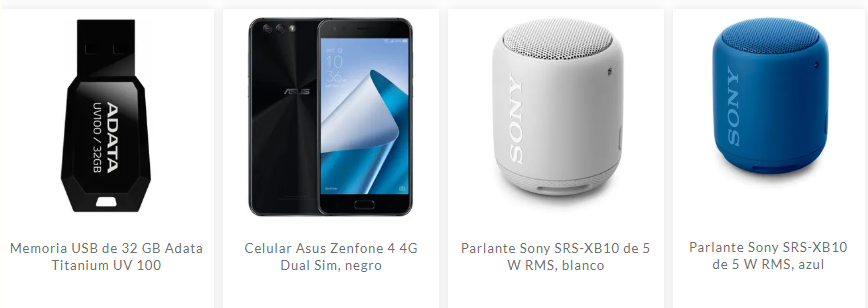 ADATA
UV100 / 32GB
ASUS
SONY
SONY
Memoria USB de 32 GB Adata
Titanium UV 100
Celular Asus Zenfone 4 4G
Dual Sim, negro
Parlante Sony SRS-XB10 de 5
W RMS, blanco
Parlante Sony SRS-XB10
de 5 W RMS, azul